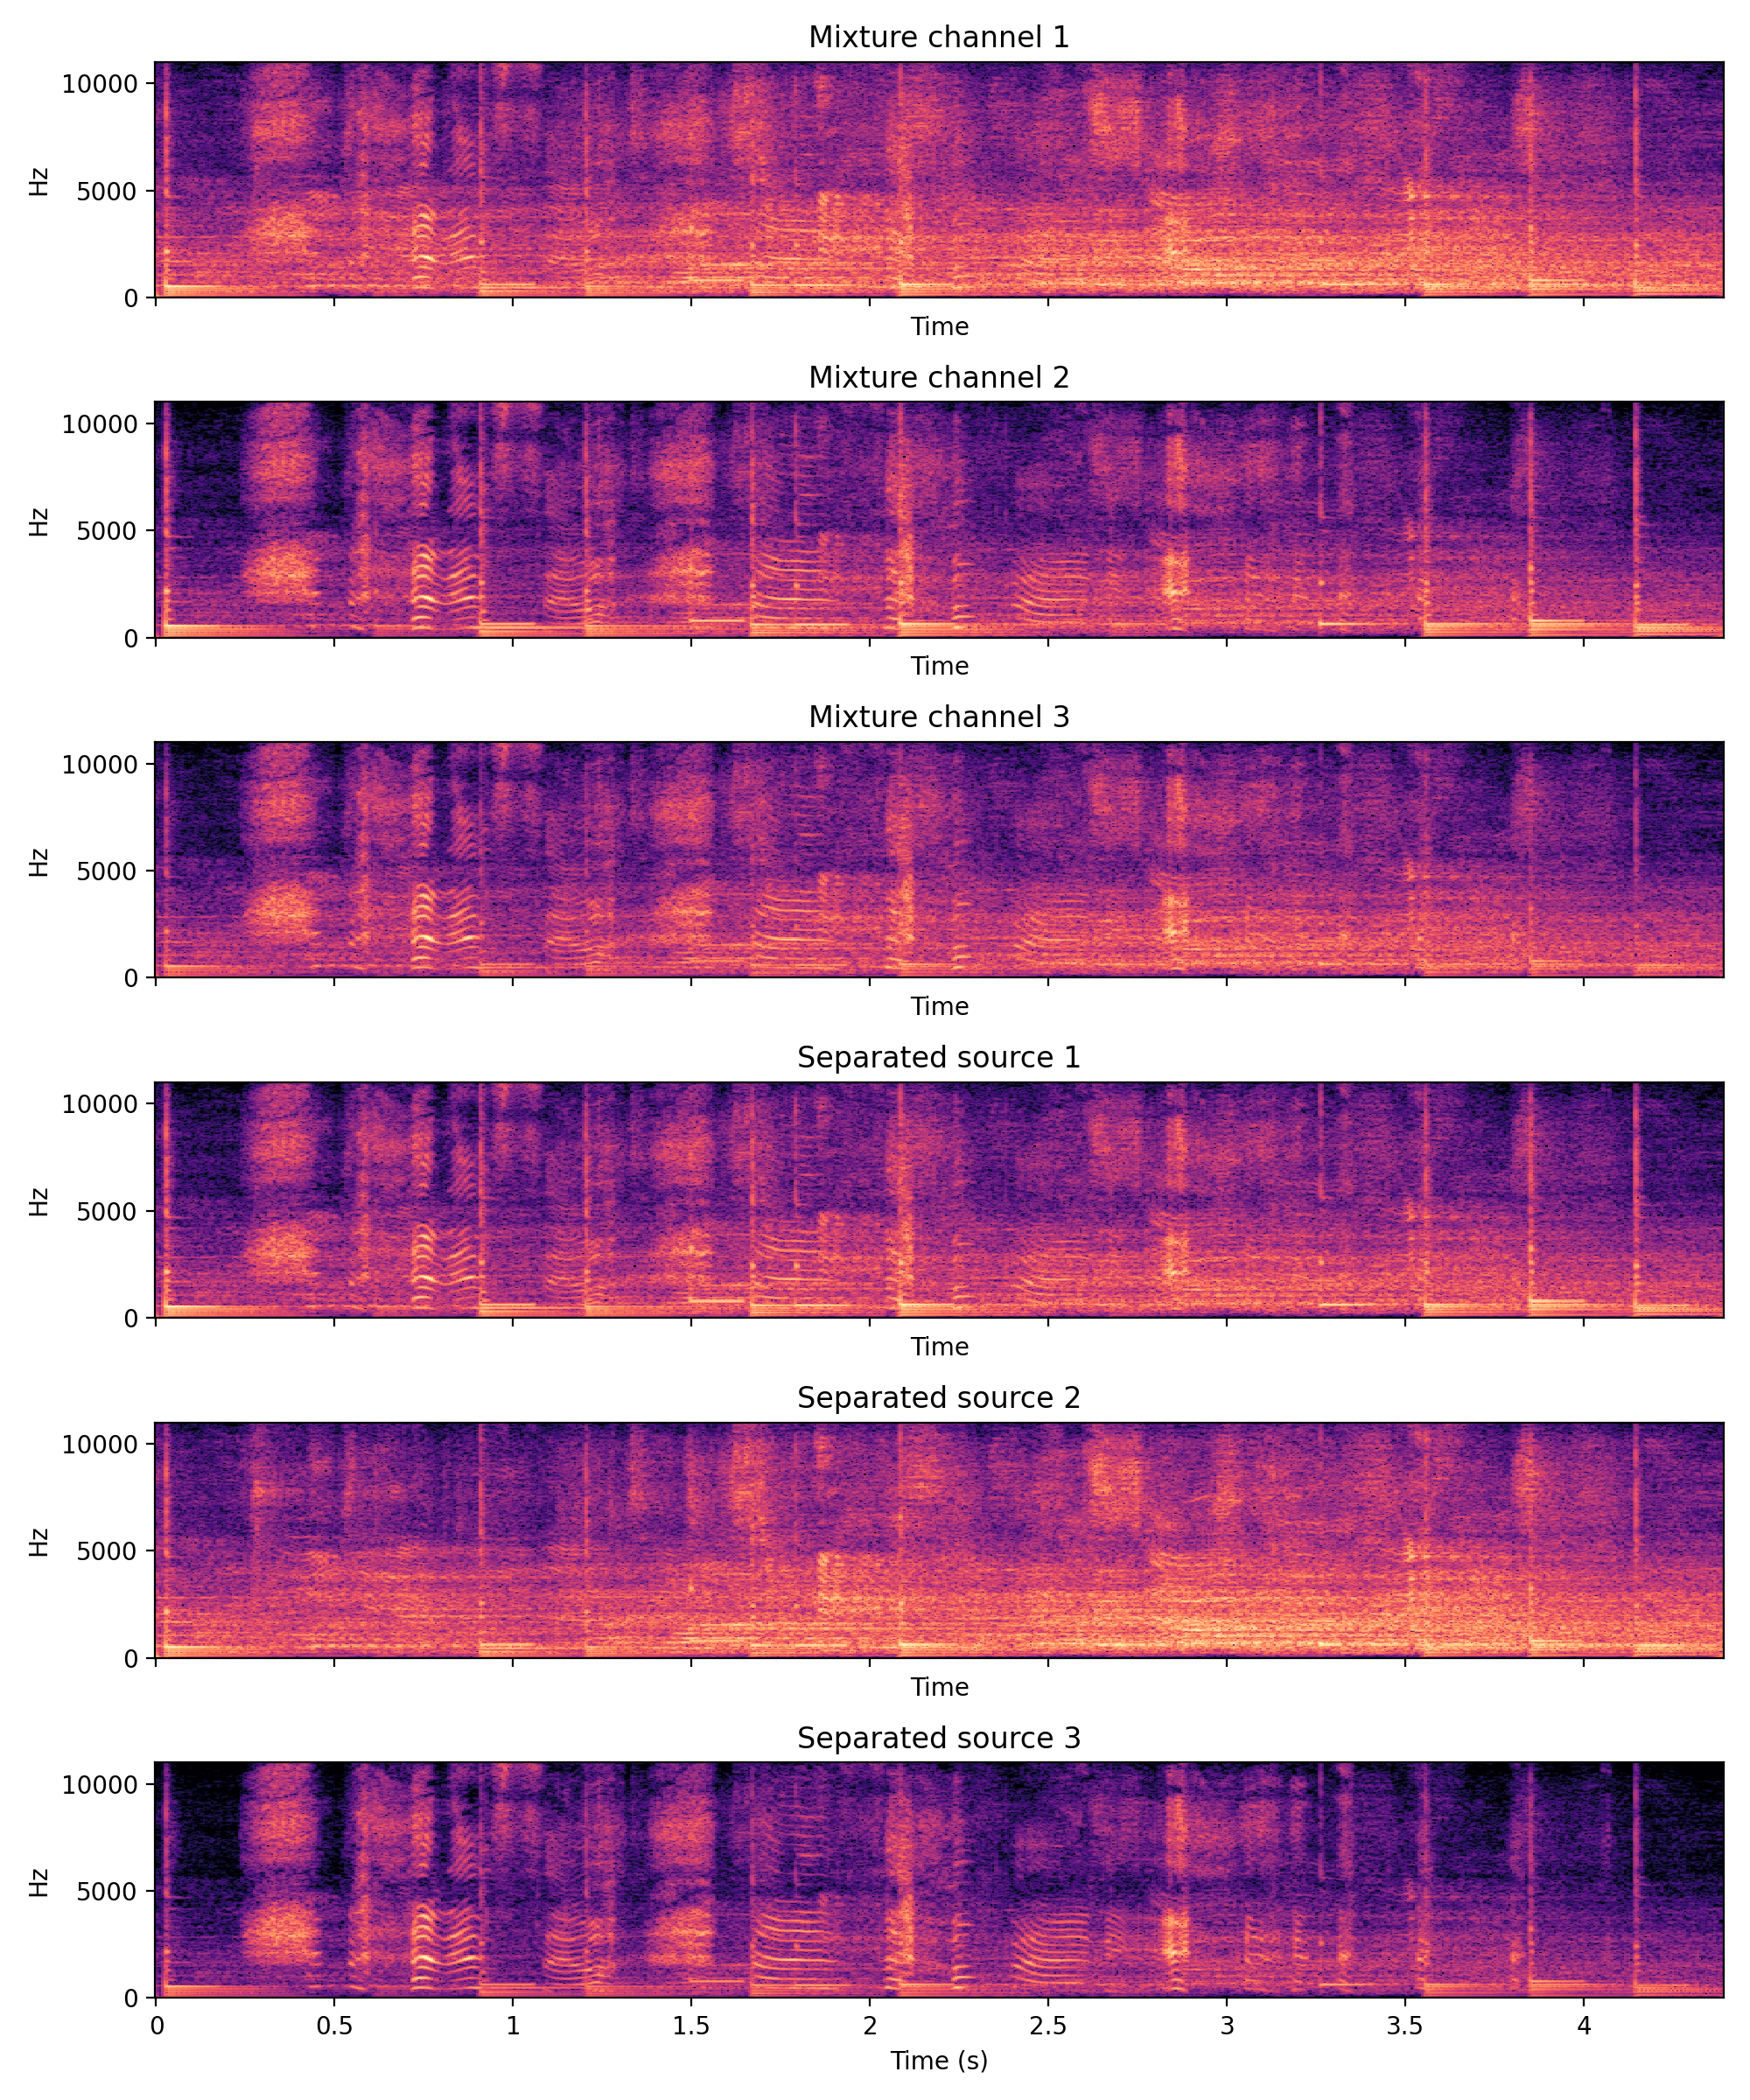 Mixture channel 1
10000
5000
0
Hz
Time
Mixture channel 2
10000
5000
0
Hz
Time
Mixture channel 3
10000
5000
0
Hz
Time
Separated source 1
10000
5000
0
Hz
Time
Separated source 2
10000
5000
0
Hz
Time
Separated source 3
10000
5000
0
Hz
0 0.5 1 1.5 2 2.5 3 3.5 4
Time (s)